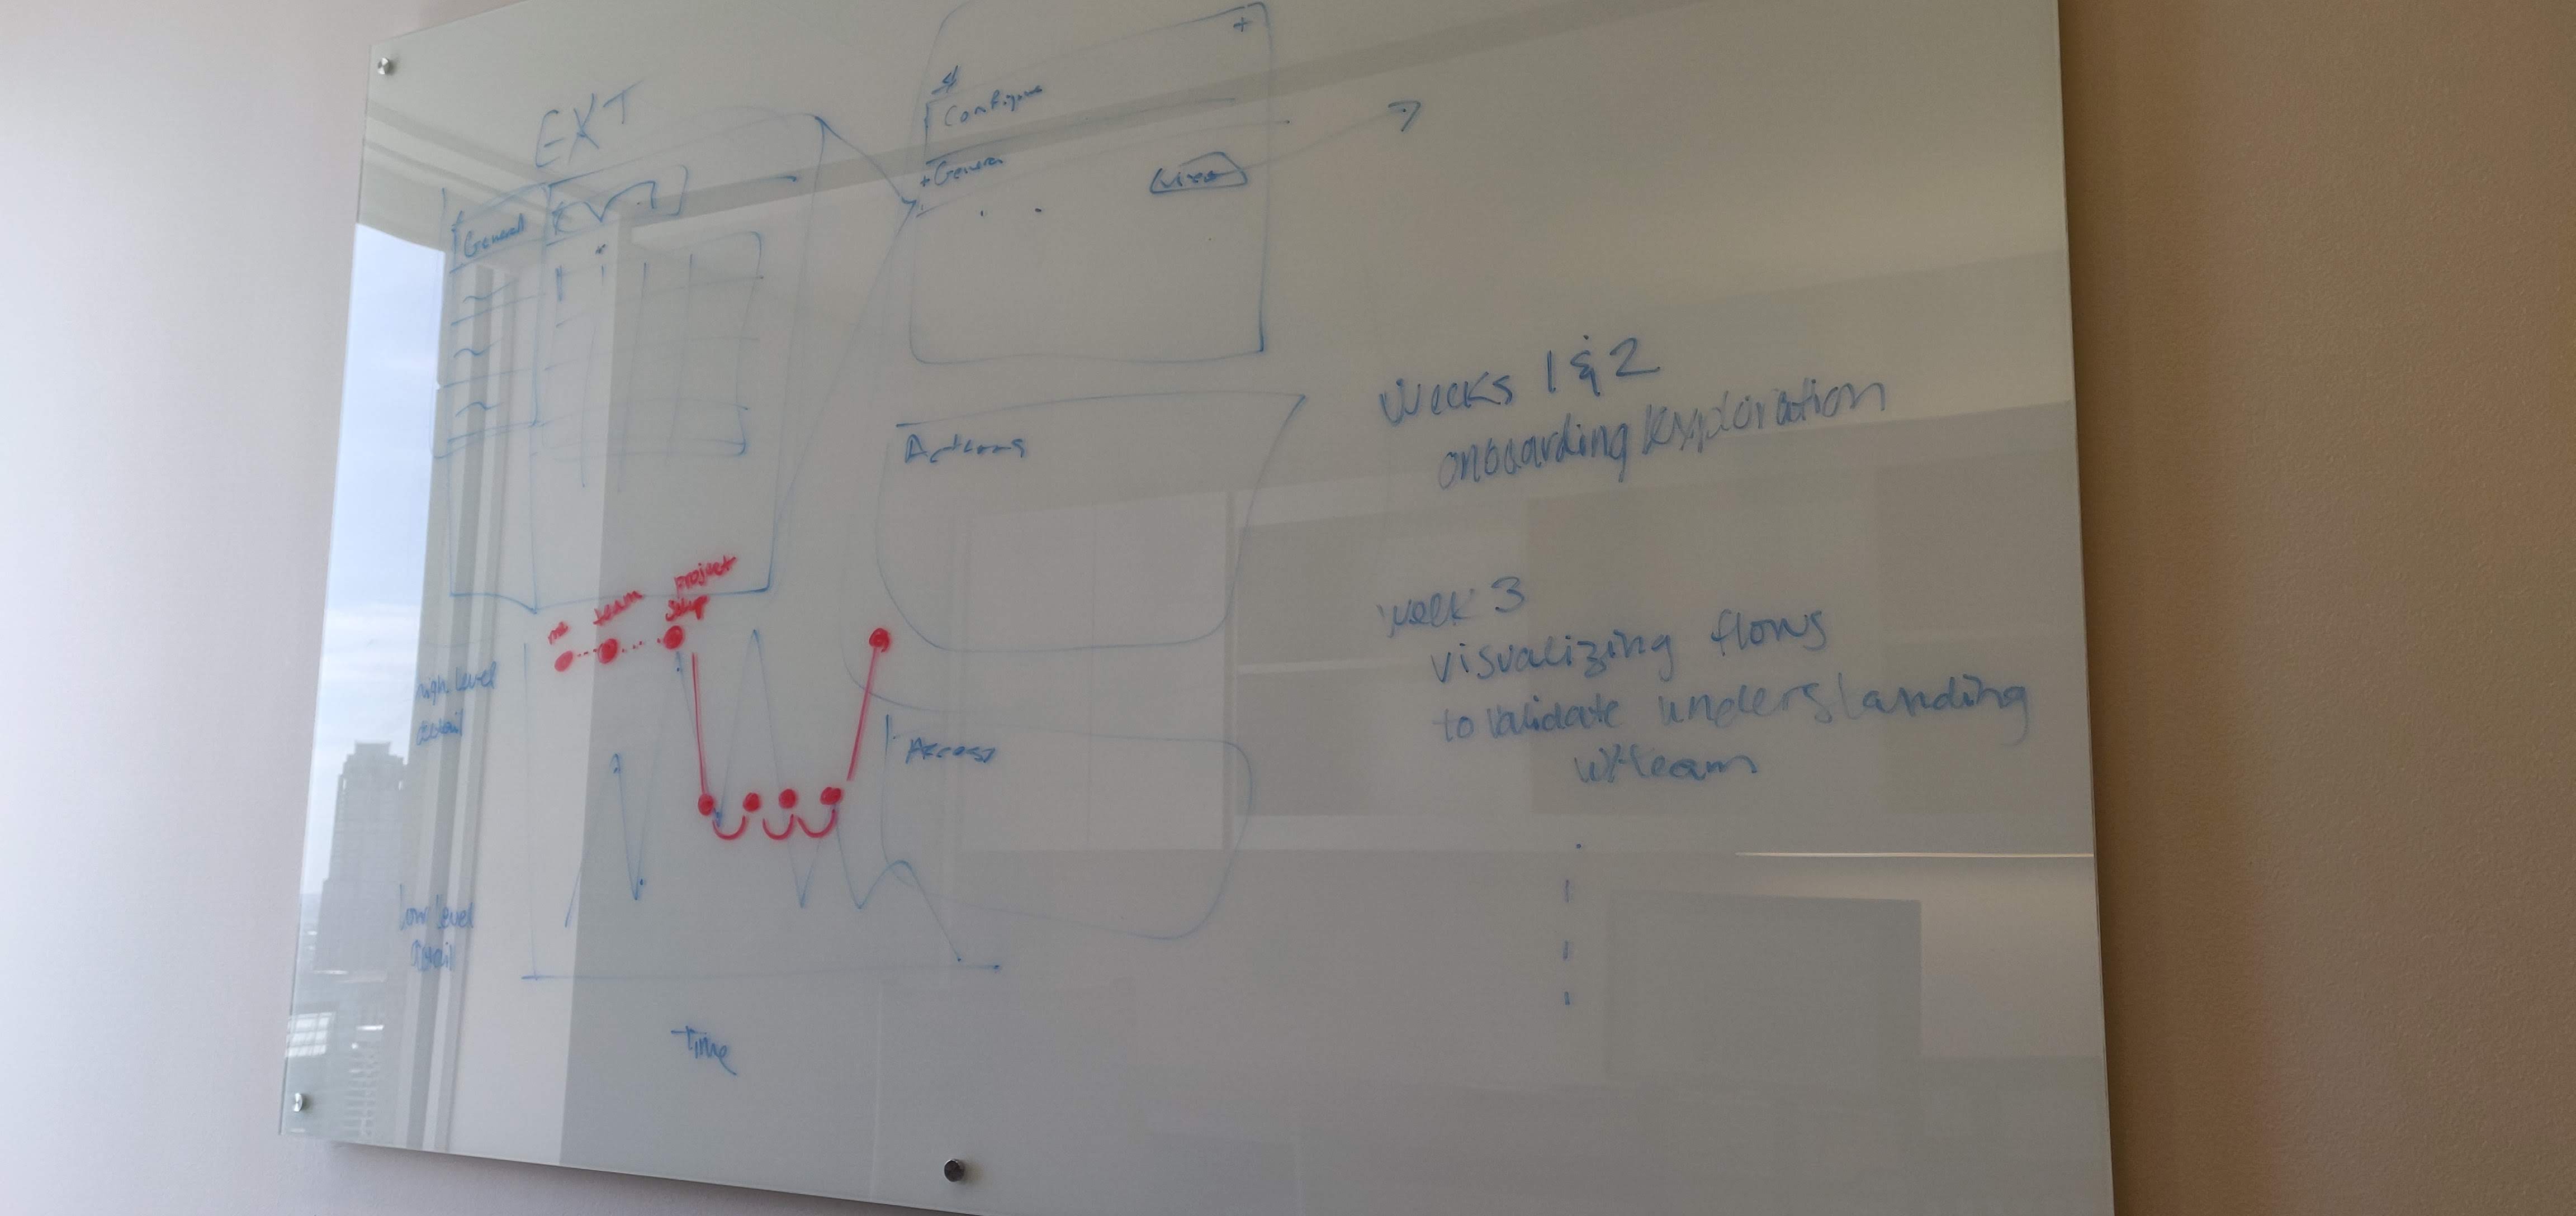 EXT
General
Configure
+
+ General
View
Actions
Access
me
team
project
setup
high level
detail
low level
detail
Time
Weeks 1 & 2
onboarding/exploration
week 3
visualizing flows
to validate understanding
w/ team